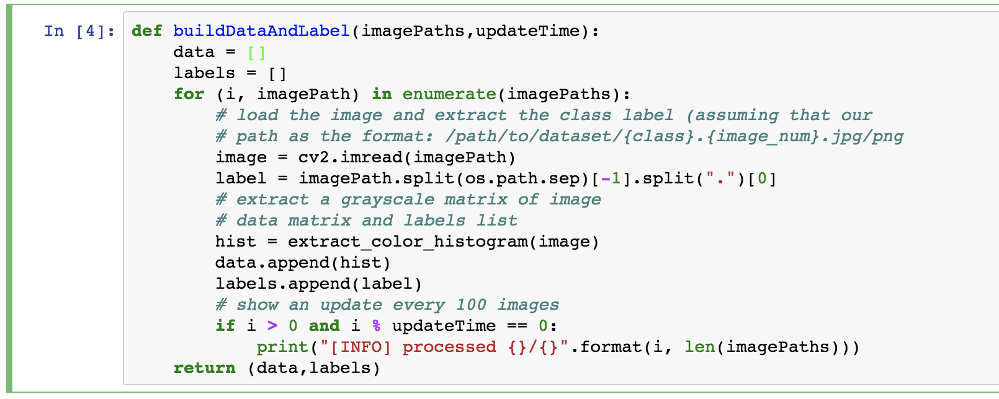 In [4]: def buildDataAndLabel(imagePaths,updateTime):
    data = []
    labels = []
    for (i, imagePath) in enumerate(imagePaths):
        # load the image and extract the class label (assuming that our
        # path as the format: /path/to/dataset/{class}.{image_num}.jpg/png
        image = cv2.imread(imagePath)
        label = imagePath.split(os.path.sep)[-1].split(".")[0]
        # extract a grayscale matrix of image
        # data matrix and labels list
        hist = extract_color_histogram(image)
        data.append(hist)
        labels.append(label)
        # show an update every 100 images
        if i > 0 and i % updateTime == 0:
            print("[INFO] processed {}/{}".format(i, len(imagePaths)))
    return (data,labels)